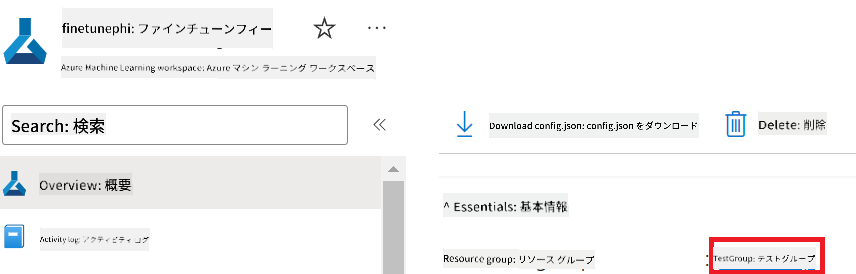 finetunephi: ファインチューンフィー
Azure Machine Learning workspace: Azure マシン ラーニング ワークスペース
Search: 検索
Overview: 概要
Activity log: アクティビティ ログ
Download config.json: config.json をダウンロード
Delete: 削除
^ Essentials: 基本情報
Resource group: リソース グループ
: TestGroup: テストグループ